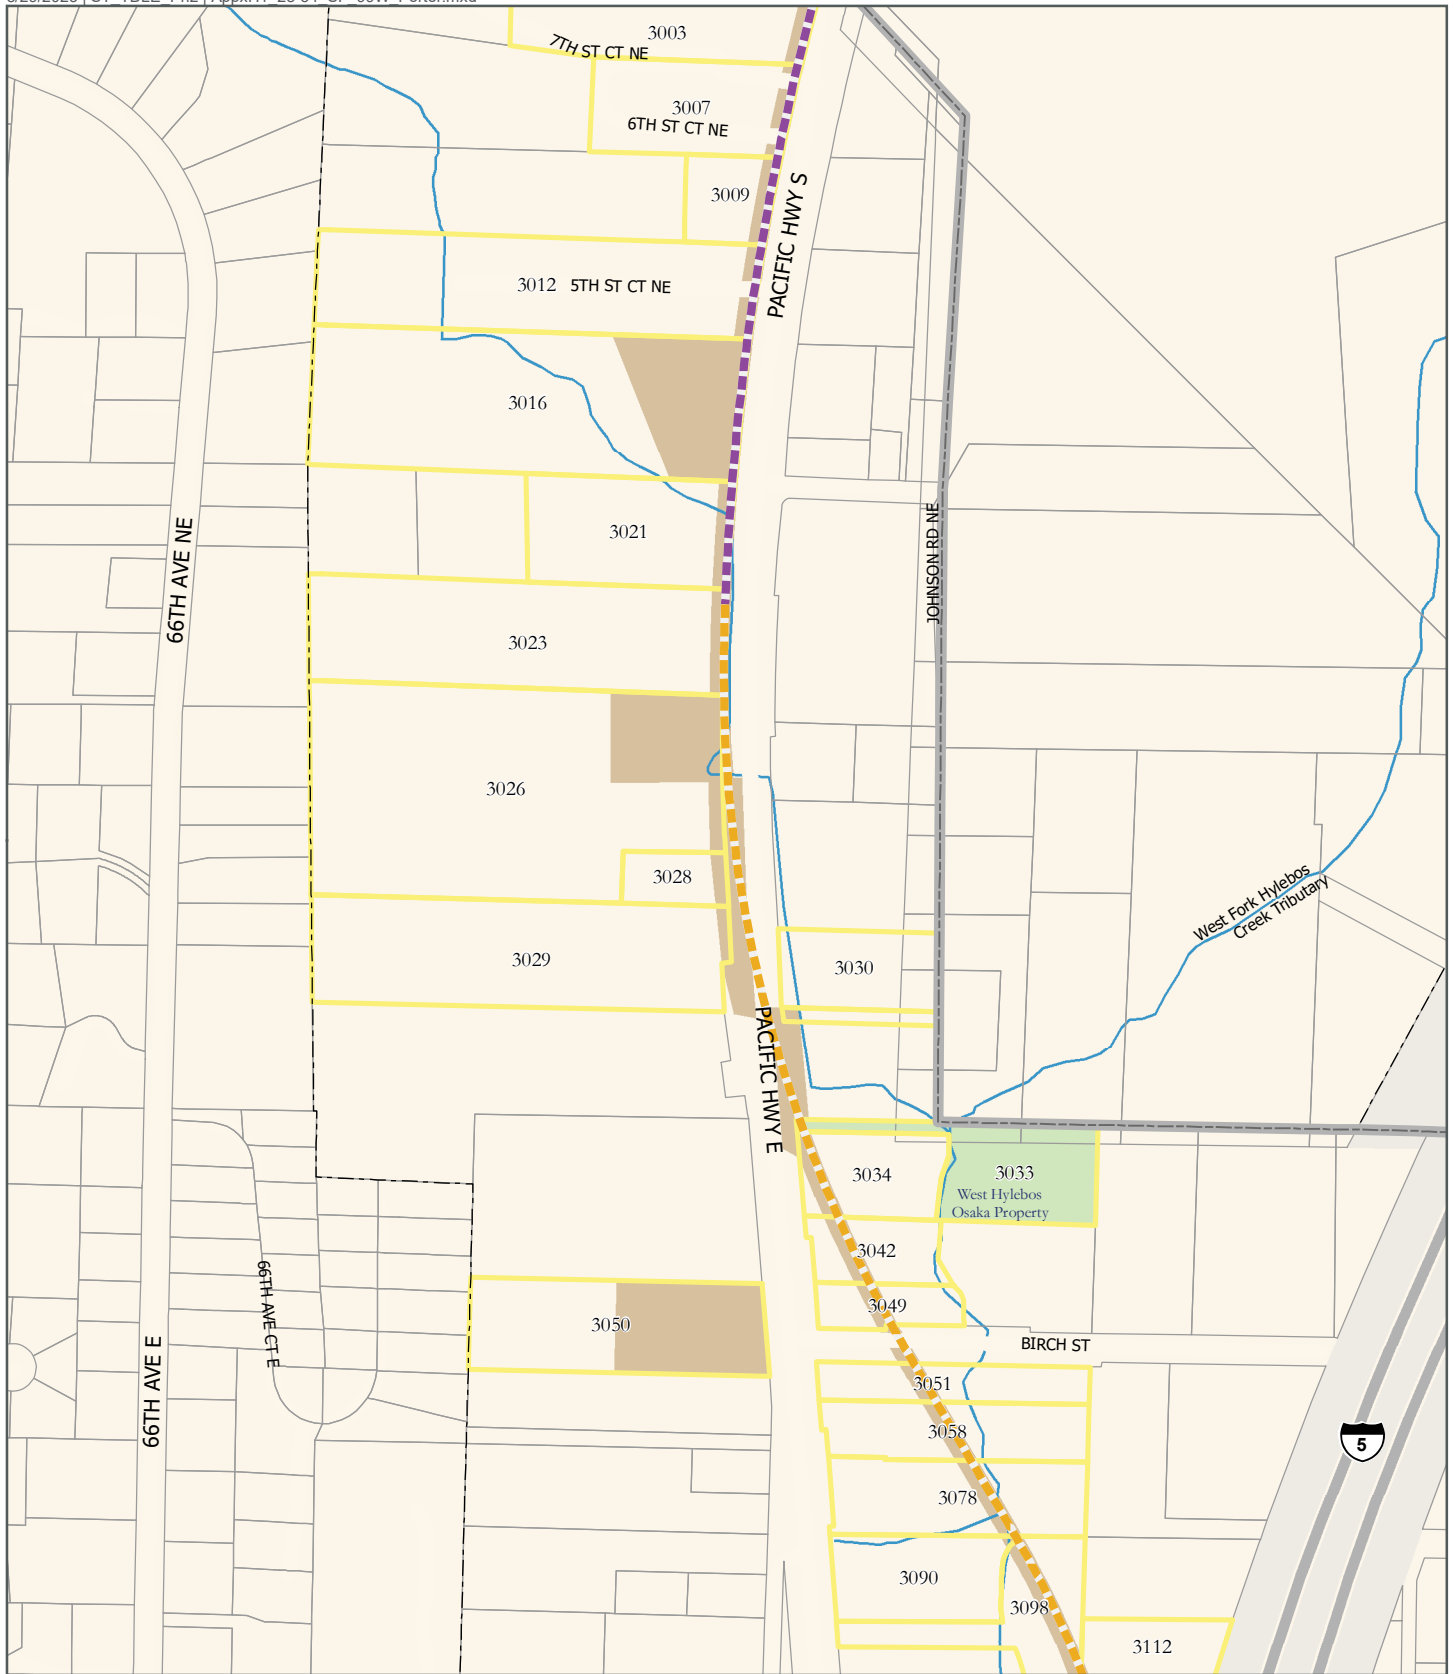 3003
7TH ST CT NE
3007
6TH ST CT NE
3009
PACIFIC HWY S
3012
5TH ST CT NE
3016
3021
66TH AVE NE
JOHNSON RD NE
3023
3026
3028
West Fork Hylebos
Creek Tributary
3029
3030
PACIFIC HWY E
3034
3033
West Hylebos
Osaka Property
3042
66TH AVE CT E
3049
3050
BIRCH ST
66TH AVE E
3051
3058
5
3078
3090
3098
3112